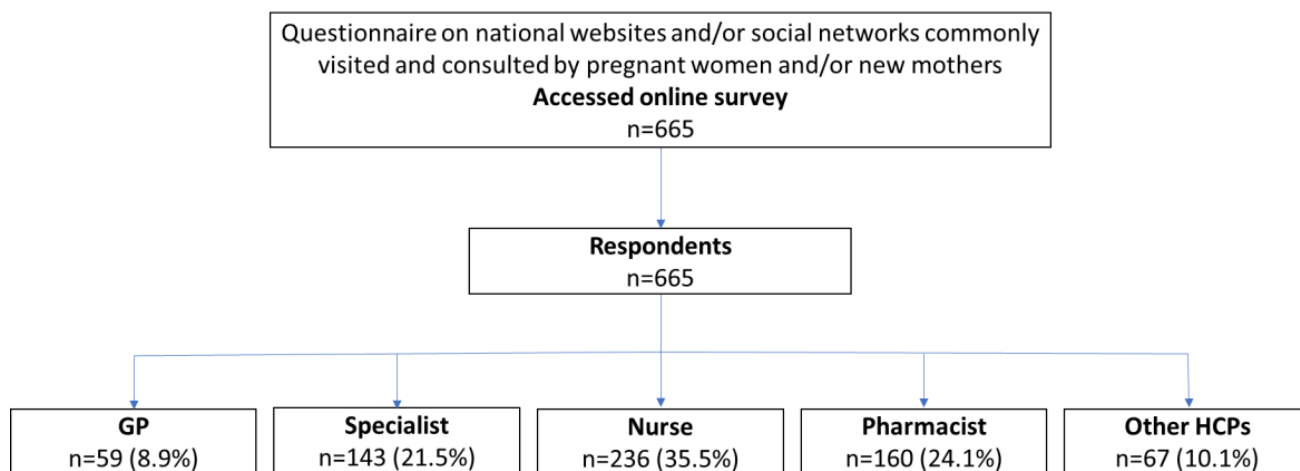 Questionnaire on national websites and/or social networks commonly
visited and consulted by pregnant women and/or new mothers
Accessed online survey
n=665
Respondents
n=665
GP
n=59 (8.9%)
Specialist
n=143 (21.5%)
Nurse
n=236 (35.5%)
Pharmacist
n=160 (24.1%)
Other HCPs
n=67 (10.1%)